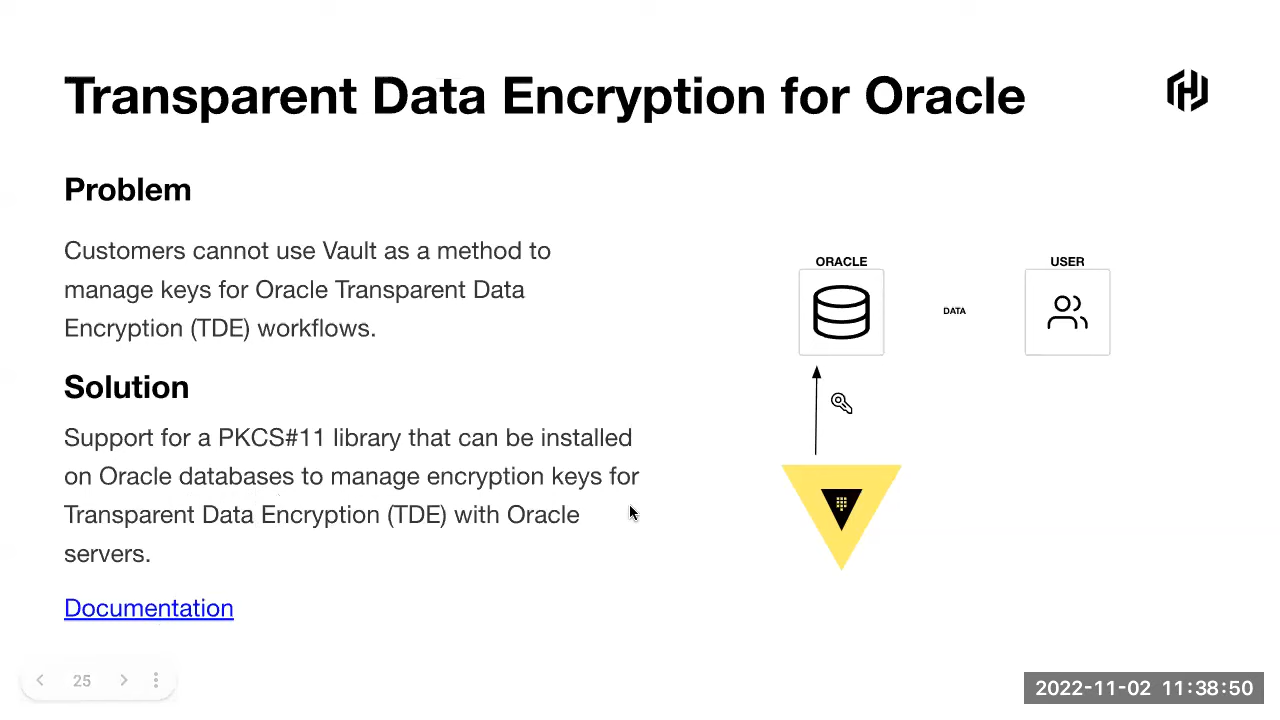 Transparent Data Encryption for Oracle
Problem
Customers cannot use Vault as a method to
manage keys for Oracle Transparent Data
Encryption (TDE) workflows.
Solution
Support for a PKCS#11 library that can be installed
on Oracle databases to manage encryption keys for
Transparent Data Encryption (TDE) with Oracle
servers.
Documentation
ORACLE
USER
DATA
25
2022-11-02 11:38:50